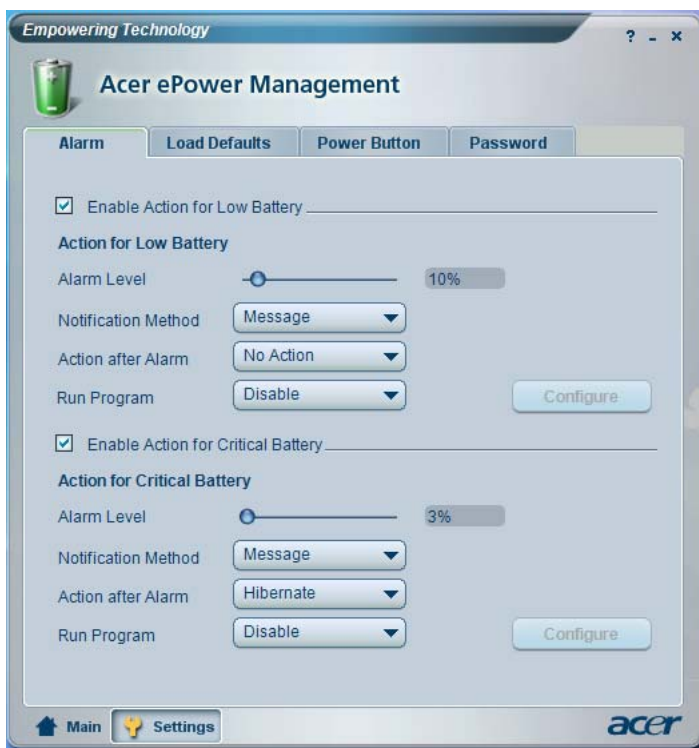 Empowering Technology
? - ×
Acer ePower Management
Alarm Load Defaults Power Button Password
Enable Action for Low Battery
Action for Low Battery
Alarm Level 10%
Notification Method Message
Action after Alarm No Action
Run Program Disable Configure
Enable Action for Critical Battery
Action for Critical Battery
Alarm Level 3%
Notification Method Message
Action after Alarm Hibernate
Run Program Disable Configure
Main Settings acer